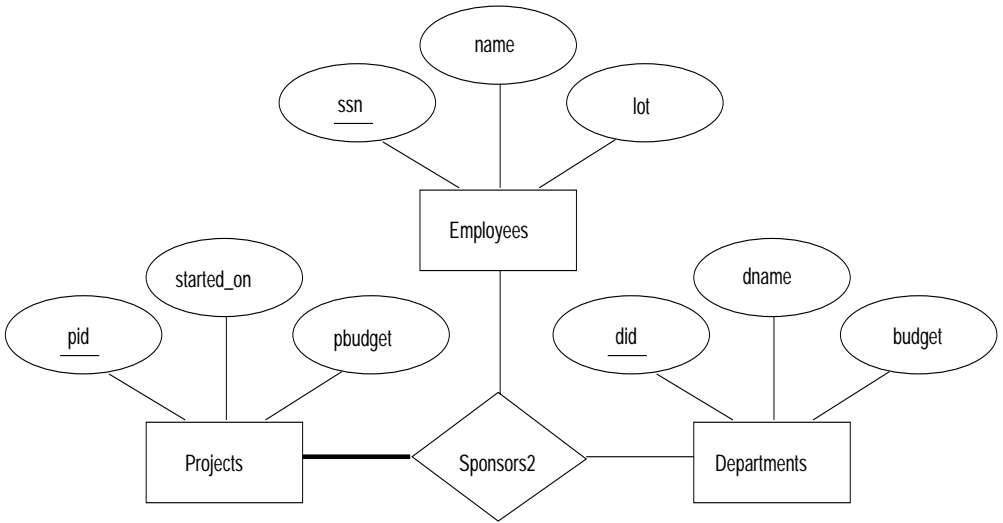 name
ssn
lot
Employees
started_on
dname
pid
pbudget
did
budget
Projects
Sponsors2
Departments